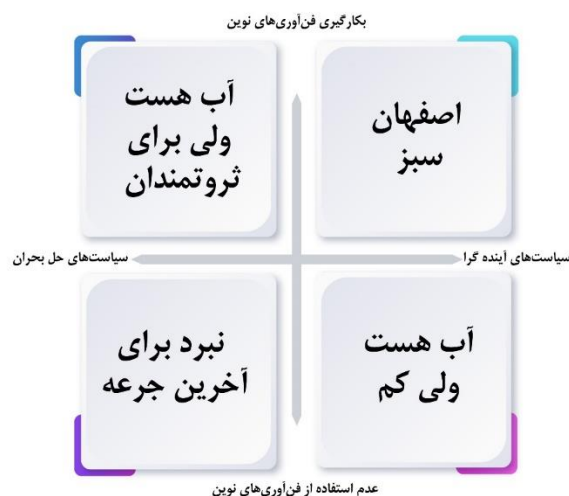 بکارگیری فن‌آوری‌های نوین
اصفهان
سبز
آب هست
ولی برای
ثروتمندان
سیاست‌های آینده گرا
سیاست‌های حل بحران
آب هست
ولی کم
نبرد برای
آخرین جرعه
عدم استفاده از فن‌آوری‌های نوین